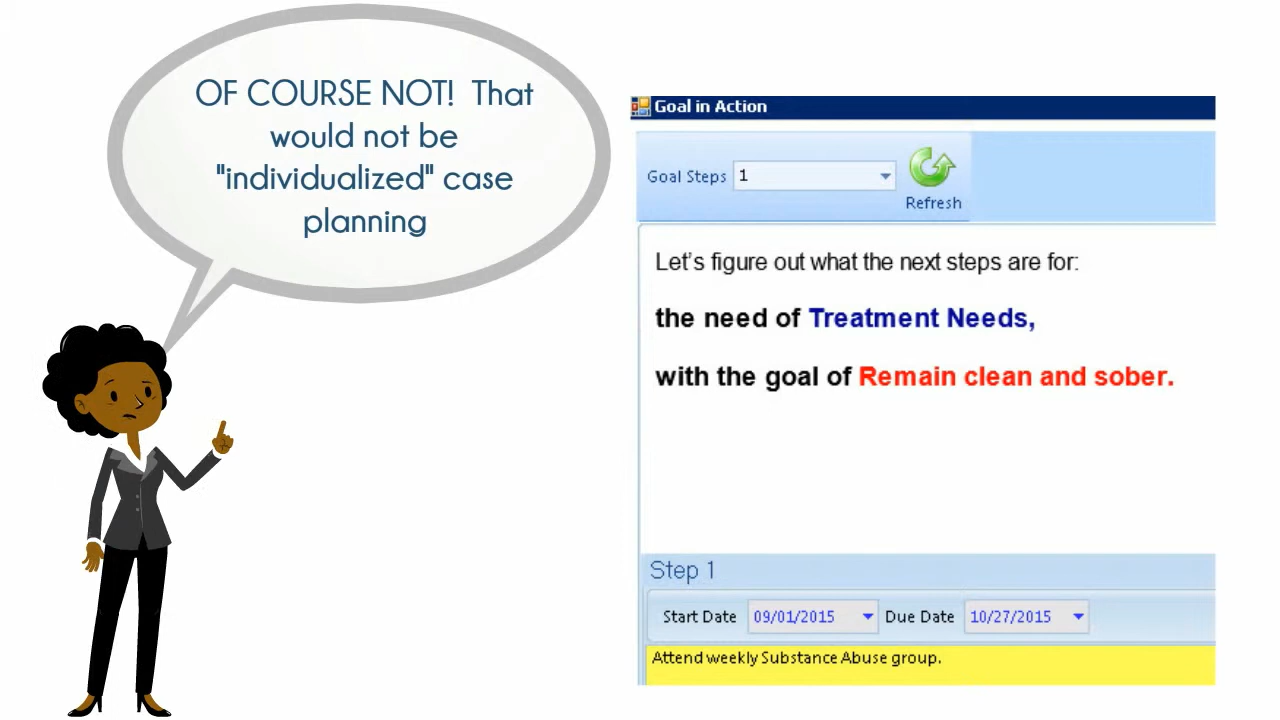 OF COURSE NOT!  That
would not be
"individualized" case
planning
Goal in Action
Goal Steps 1
Refresh
Let's figure out what the next steps are for:
the need of Treatment Needs,
with the goal of Remain clean and sober.
Step 1
Start Date 09/01/2015 Due Date 10/27/2015
Attend weekly Substance Abuse group.